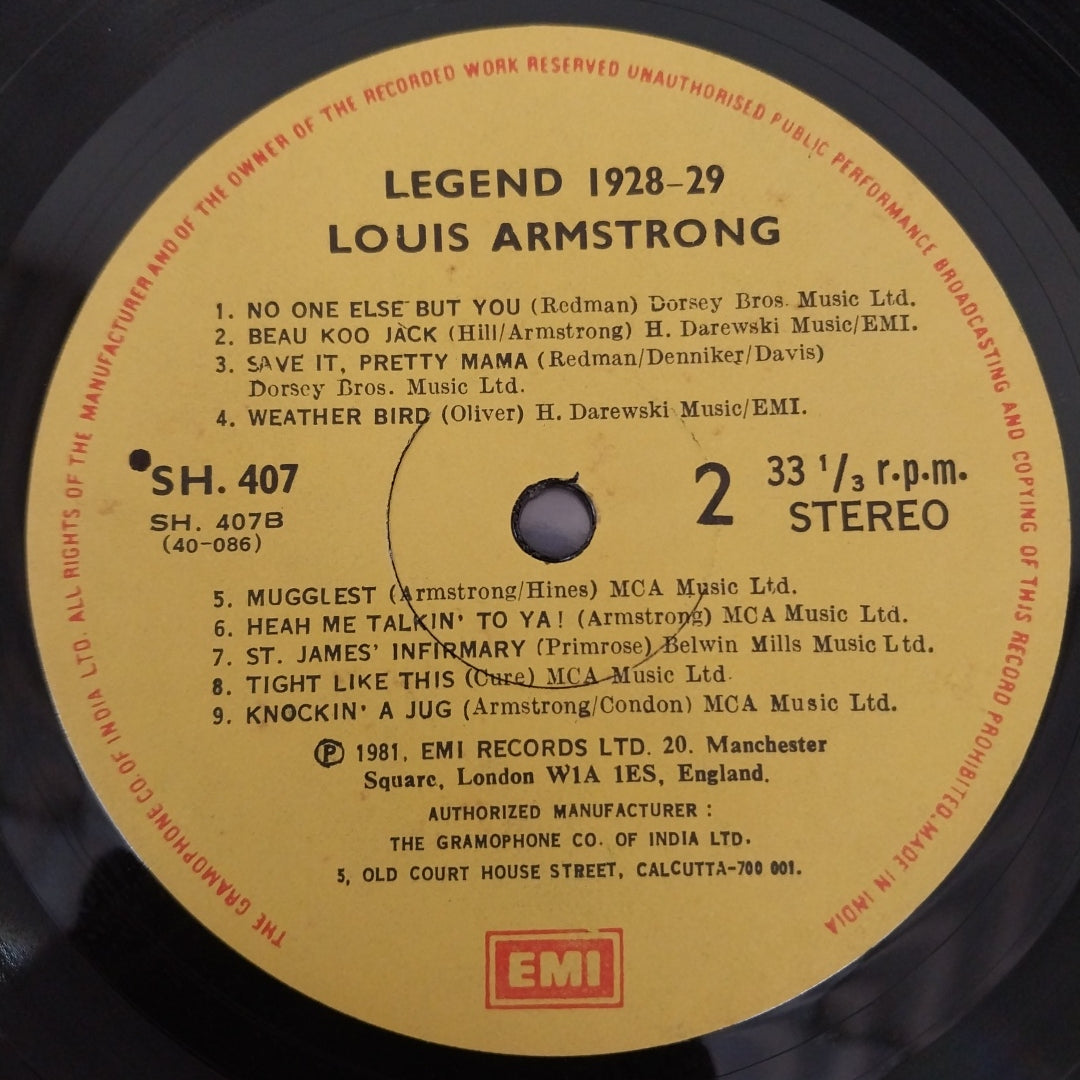 THE GRAMOPHONE CO. OF INDIA LTD. ALL RIGHTS OF THE MANUFACTURER AND OF THE OWNER OF THE RECORDED WORK RESERVED UNAUTHORISED PUBLIC PERFORMANCE BROADCASTING AND COPYING OF THIS RECORD PROHIBITED. MADE IN INDIA
LEGEND 1928-29
LOUIS ARMSTRONG
1. NO ONE ELSE BUT YOU (Redman) Dorsey Bros. Music Ltd.
2. BEAU KOO JACK (Hill/Armstrong) H. Darewski Music/EMI.
3. SAVE IT, PRETTY MAMA (Redman/Denniker/Davis)
Dorsey Bros. Music Ltd.
4. WEATHER BIRD (Oliver) H. Darewski Music/EMI.
SH. 407
SH. 407B
(40-086)
2
33 1/3 r.p.m.
STEREO
5. MUGGLEST (Armstrong/Hines) MCA Music Ltd.
6. HEAH ME TALKIN' TO YA! (Armstrong) MCA Music Ltd.
7. ST. JAMES' INFIRMARY (Primrose) Belwin Mills Music Ltd.
8. TIGHT LIKE THIS (Cure) MCA Music Ltd.
9. KNOCKIN' A JUG (Armstrong/Condon) MCA Music Ltd.
℗ 1981, EMI RECORDS LTD. 20. Manchester
Square, London W1A 1ES, England.
AUTHORIZED MANUFACTURER :
THE GRAMOPHONE CO. OF INDIA LTD.
5, OLD COURT HOUSE STREET, CALCUTTA-700 001.
EMI